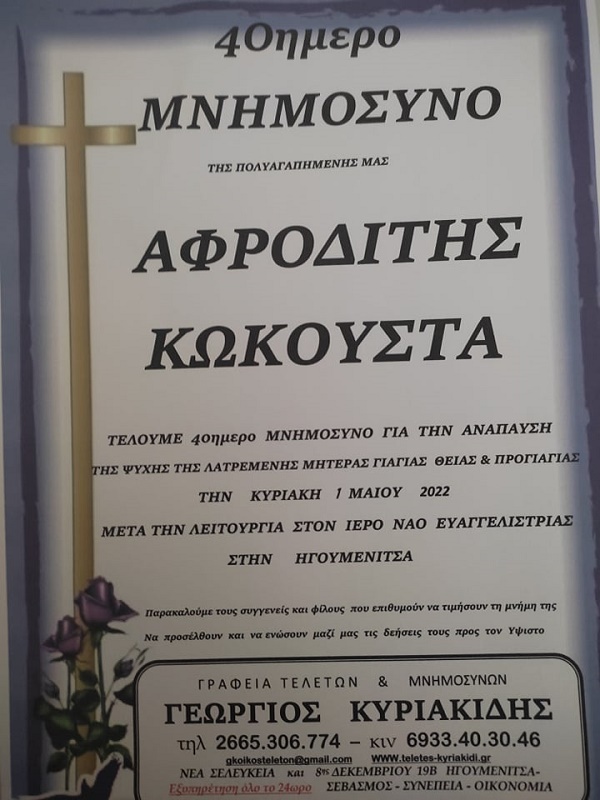 40ημερο
ΜΝΗΜΟΣΥΝΟ
ΤΗΣ ΠΟΛΥΑΓΑΠΗΜΕΝΗΣ ΜΑΣ
ΑΦΡΟΔΙΤΗΣ
ΚΩΚΟΥΣΤΑ
ΤΕΛΟΥΜΕ 40ημερο ΜΝΗΜΟΣΥΝΟ ΓΙΑ ΤΗΝ ΑΝΑΠΑΥΣΗ
ΤΗΣ ΨΥΧΗΣ ΤΗΣ ΛΑΤΡΕΜΕΝΗΣ ΜΗΤΕΡΑΣ ΓΙΑΓΙΑΣ ΘΕΙΑΣ & ΠΡΟΓΙΑΓΙΑΣ
ΤΗΝ ΚΥΡΙΑΚΗ 1 ΜΑΙΟΥ 2022
ΜΕΤΑ ΤΗΝ ΛΕΙΤΟΥΡΓΙΑ ΣΤΟΝ ΙΕΡΟ ΝΑΟ ΕΥΑΓΓΕΛΙΣΤΡΙΑΣ
ΣΤΗΝ ΗΓΟΥΜΕΝΙΤΣΑ
Παρακαλούμε τους συγγενείς και φίλους που επιθυμούν να τιμήσουν τη μνήμη της
Να προσέλθουν και να ενώσουν μαζί μας τις δεήσεις τους προς τον Υψιστο
ΓΡΑΦΕΙΑ ΤΕΛΕΤΩΝ & ΜΝΗΜΟΣΥΝΩΝ
ΓΕΩΡΓΙΟΣ ΚΥΡΙΑΚΙΔΗΣ
τηλ 2665.306.774 – κιν 6933.40.30.46
gkoikosteleton@gmail.com WWW.teletes-kyriakidi.gr
ΝΕΑ ΣΕΛΕΥΚΕΙΑ και 8ης ΔΕΚΕΜΒΡΙΟΥ 19Β ΗΓΟΥΜΕΝΙΤΣΑ-
Εξυπηρέτηση όλο το 24ωρο ΣΕΒΑΣΜΟΣ - ΣΥΝΕΠΕΙΑ - ΟΙΚΟΝΟΜΙΑ